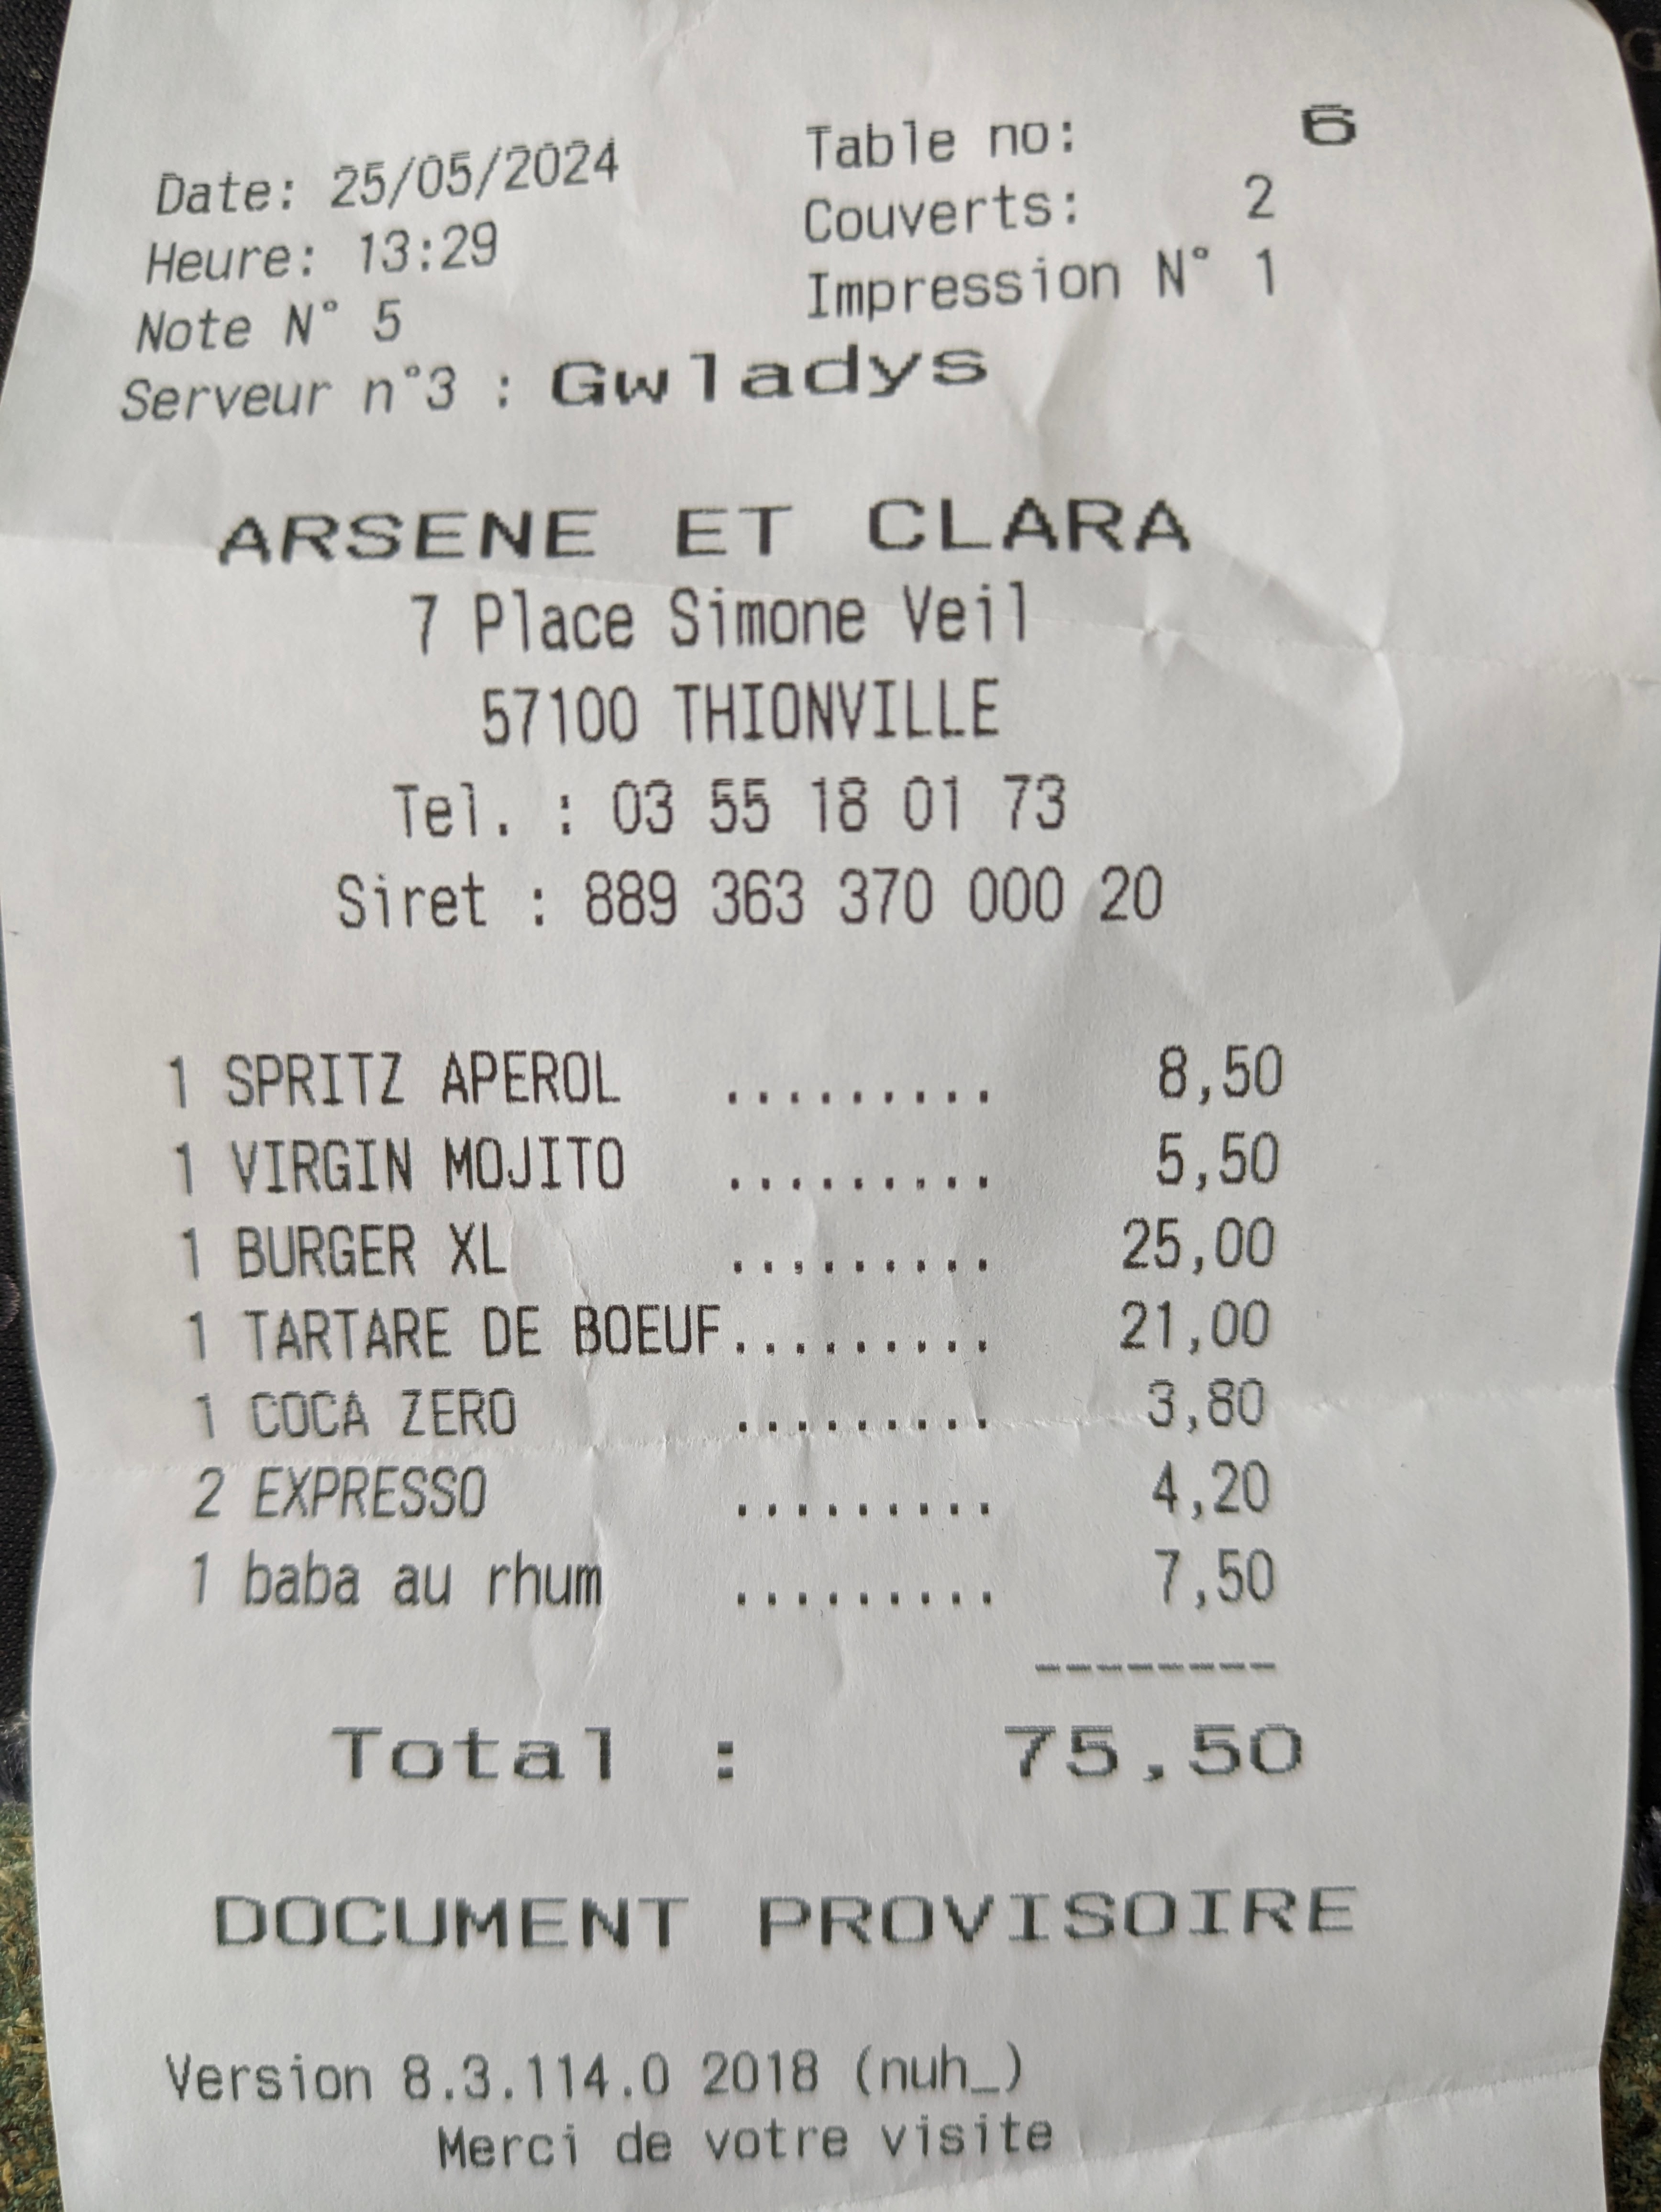 Date: 25/05/2024
Heure: 13:29
Note N° 5
Serveur n°3 : Gwladys
Table no: 6
Couverts: 2
Impression N° 1
ARSENE ET CLARA
7 Place Simone Veil
57100 THIONVILLE
Tel. : 03 55 18 01 73
Siret : 889 363 370 000 20
1 SPRITZ APEROL ......... 8,50
1 VIRGIN MOJITO ......... 5,50
1 BURGER XL ......... 25,00
1 TARTARE DE BOEUF......... 21,00
1 COCA ZERO ......... 3,80
2 EXPRESSO ......... 4,20
1 baba au rhum ......... 7,50
--------
Total : 75,50
DOCUMENT PROVISOIRE
Version 8.3.114.0 2018 (nuh_)
Merci de votre visite